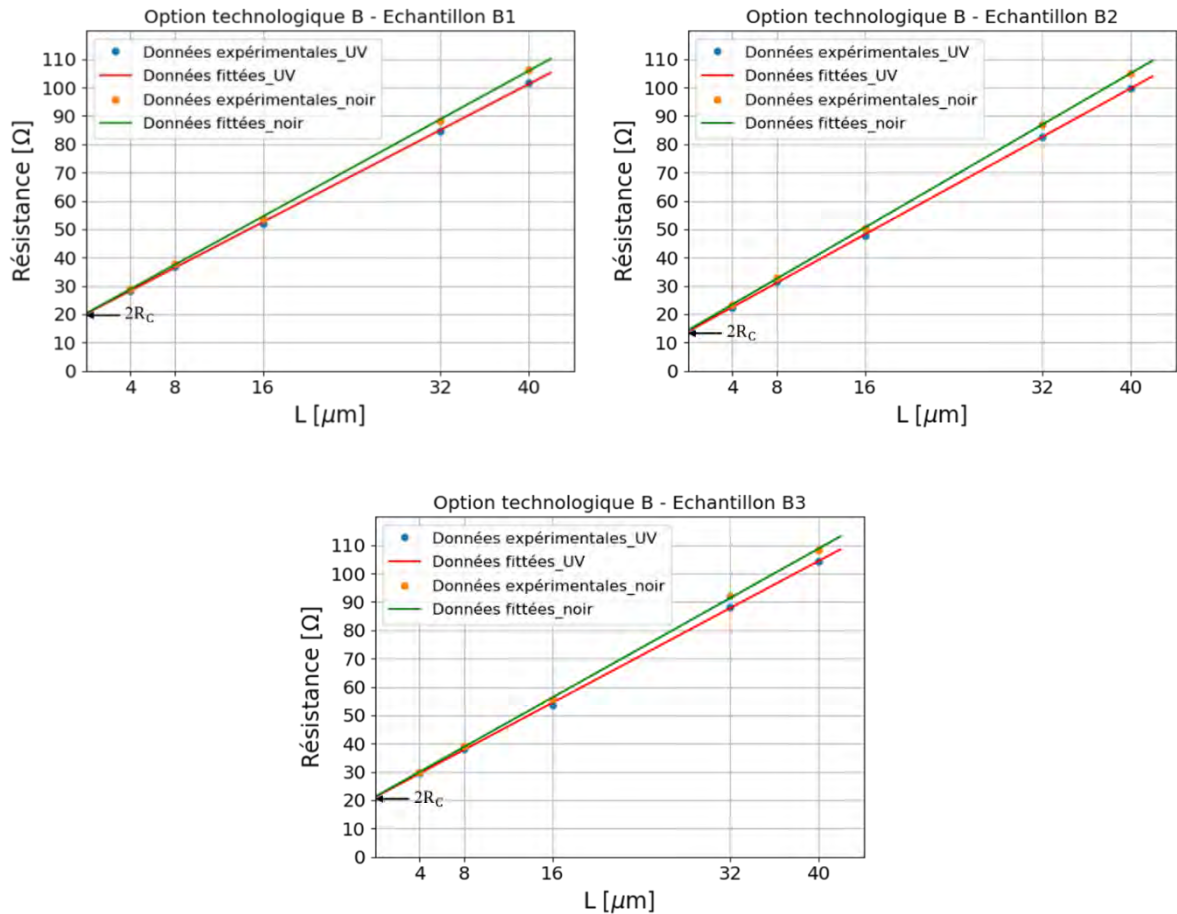 Option technologique B - Echantillon B1
Données expérimentales_UV
Données fittées_UV
Données expérimentales_noir
Données fittées_noir
Résistance [Ω]
110
100
90
80
70
60
50
40
30
20
10
0
2R_C
4 8 16 32 40
L [μm]
Option technologique B - Echantillon B2
Données expérimentales_UV
Données fittées_UV
Données expérimentales_noir
Données fittées_noir
Résistance [Ω]
110
100
90
80
70
60
50
40
30
20
10
0
2R_C
4 8 16 32 40
L [μm]
Option technologique B - Echantillon B3
Données expérimentales_UV
Données fittées_UV
Données expérimentales_noir
Données fittées_noir
Résistance [Ω]
110
100
90
80
70
60
50
40
30
20
10
0
2R_C
4 8 16 32 40
L [μm]